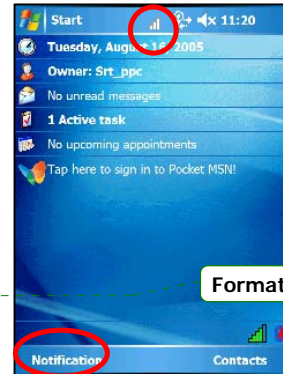 Start 11:20
Tuesday, August 16, 2005
Owner: Srt_ppc
No unread messages
1 Active task
No upcoming appointments
Tap here to sign in to Pocket MSN!
Format
Notification Contacts